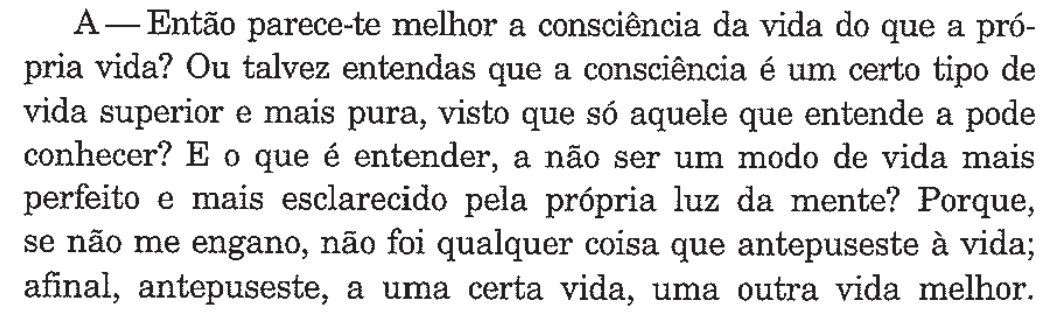 A — Então parece-te melhor a consciência da vida do que a pró-
pria vida? Ou talvez entendas que a consciência é um certo tipo de
vida superior e mais pura, visto que só aquele que entende a pode
conhecer? E o que é entender, a não ser um modo de vida mais
perfeito e mais esclarecido pela própria luz da mente? Porque,
se não me engano, não foi qualquer coisa que antepuseste à vida;
afinal, antepuseste, a uma certa vida, uma outra vida melhor.